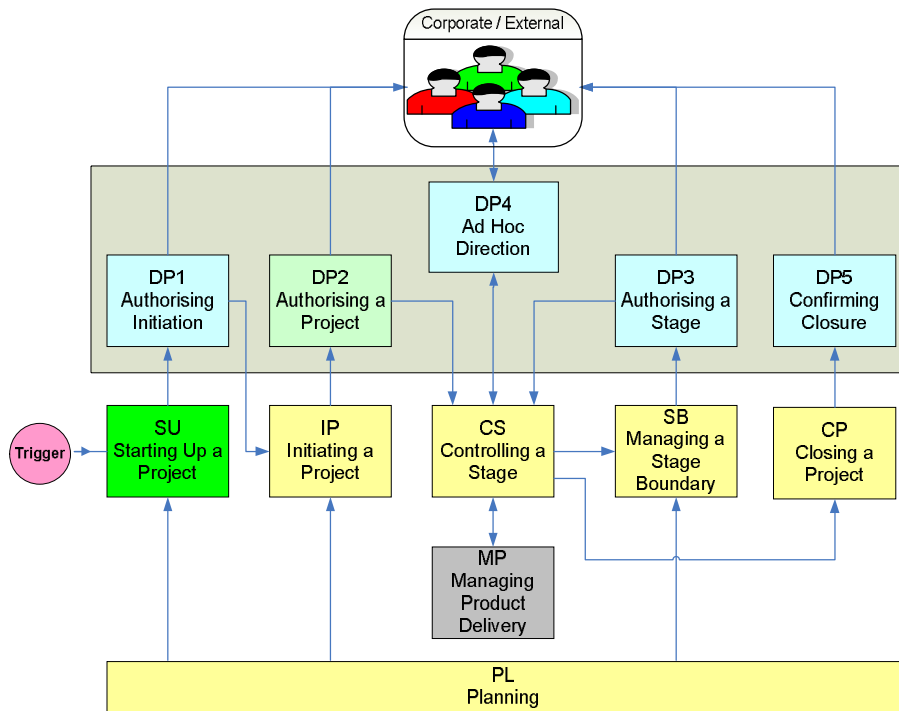 Corporate / External
DP4
Ad Hoc
Direction
DP1
Authorising
Initiation
DP2
Authorising a
Project
DP3
Authorising a
Stage
DP5
Confirming
Closure
Trigger
SU
Starting Up a
Project
IP
Initiating a
Project
CS
Controlling a
Stage
SB
Managing a
Stage
Boundary
CP
Closing a
Project
MP
Managing
Product
Delivery
PL
Planning